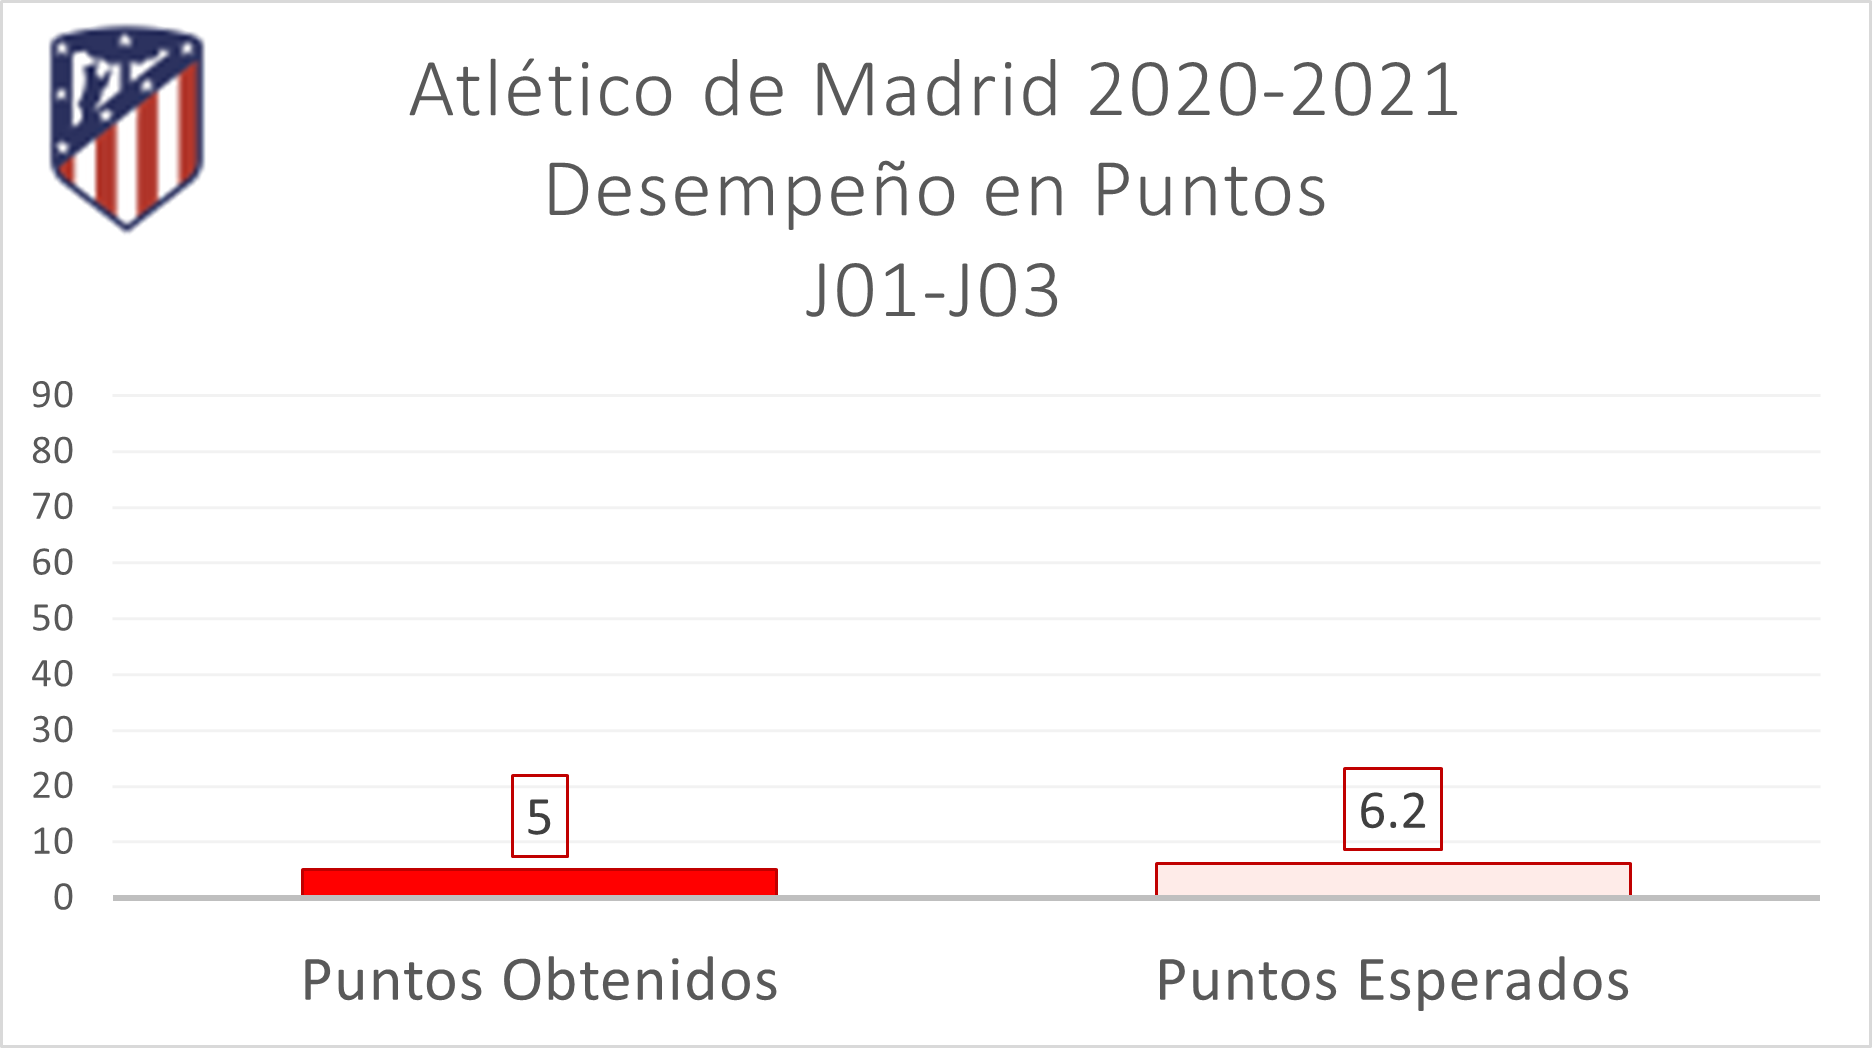 Atlético de Madrid 2020-2021
Desempeño en Puntos
J01-J03
90
80
70
60
50
40
30
20
10
0
5
6.2
Puntos Obtenidos
Puntos Esperados